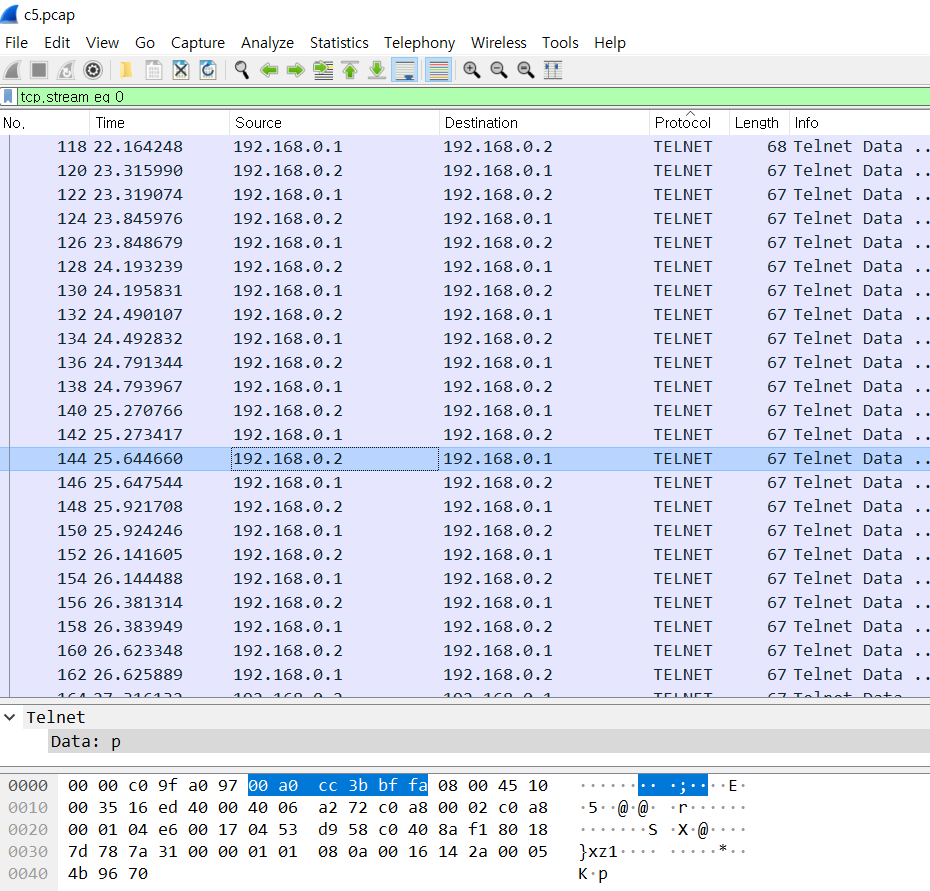 c5.pcap
File Edit View Go Capture Analyze Statistics Telephony Wireless Tools Help
tcp.stream eq 0
No. Time Source Destination Protocol Length Info
118 22.164248 192.168.0.1 192.168.0.2 TELNET 68 Telnet Data ..
120 23.315990 192.168.0.2 192.168.0.1 TELNET 67 Telnet Data ..
122 23.319074 192.168.0.1 192.168.0.2 TELNET 67 Telnet Data ..
124 23.845976 192.168.0.2 192.168.0.1 TELNET 67 Telnet Data ..
126 23.848679 192.168.0.1 192.168.0.2 TELNET 67 Telnet Data ..
128 24.193239 192.168.0.2 192.168.0.1 TELNET 67 Telnet Data ..
130 24.195831 192.168.0.1 192.168.0.2 TELNET 67 Telnet Data ..
132 24.490107 192.168.0.2 192.168.0.1 TELNET 67 Telnet Data ..
134 24.492832 192.168.0.1 192.168.0.2 TELNET 67 Telnet Data ..
136 24.791344 192.168.0.2 192.168.0.1 TELNET 67 Telnet Data ..
138 24.793967 192.168.0.1 192.168.0.2 TELNET 67 Telnet Data ..
140 25.270766 192.168.0.2 192.168.0.1 TELNET 67 Telnet Data ..
142 25.273417 192.168.0.1 192.168.0.2 TELNET 67 Telnet Data ..
144 25.644660 192.168.0.2 192.168.0.1 TELNET 67 Telnet Data ..
146 25.647544 192.168.0.1 192.168.0.2 TELNET 67 Telnet Data ..
148 25.921708 192.168.0.2 192.168.0.1 TELNET 67 Telnet Data ..
150 25.924246 192.168.0.1 192.168.0.2 TELNET 67 Telnet Data ..
152 26.141605 192.168.0.2 192.168.0.1 TELNET 67 Telnet Data ..
154 26.144488 192.168.0.1 192.168.0.2 TELNET 67 Telnet Data ..
156 26.381314 192.168.0.2 192.168.0.1 TELNET 67 Telnet Data ..
158 26.383949 192.168.0.1 192.168.0.2 TELNET 67 Telnet Data ..
160 26.623348 192.168.0.2 192.168.0.1 TELNET 67 Telnet Data ..
162 26.625889 192.168.0.1 192.168.0.2 TELNET 67 Telnet Data ..
Telnet
Data: p
0000 00 00 c0 9f a0 97 00 a0 cc 3b bf fa 08 00 45 10 ·········;····E·
0010 00 35 16 ed 40 00 40 06 a2 72 c0 a8 00 02 c0 a8 ·5··@·@··r······
0020 00 01 04 e6 00 17 04 53 d9 58 c0 40 8a f1 80 18 ·······S·X·@····
0030 7d 78 7a 31 00 00 01 01 08 0a 00 16 14 2a 00 05 }xz1·········*··
0040 4b 96 70 K·p